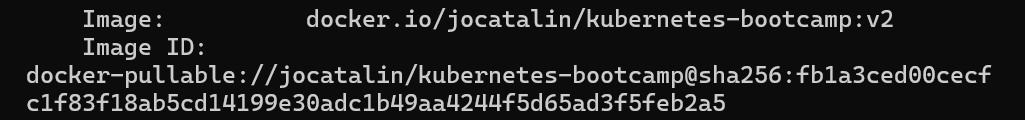 Image: docker.io/jocatalin/kubernetes-bootcamp:v2
Image ID:
docker-pullable://jocatalin/kubernetes-bootcamp@sha256:fb1a3ced00cecf
c1f83f18ab5cd14199e30adc1b49aa4244f5d65ad3f5feb2a5